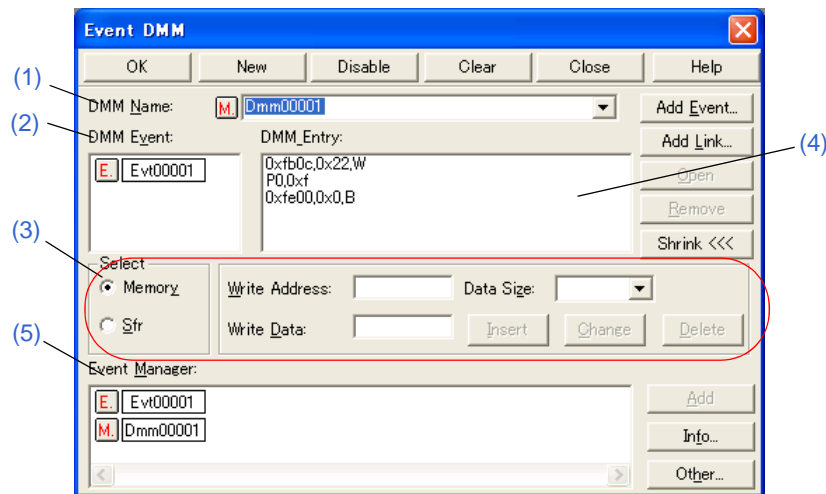 Event DMM
OK New Disable Clear Close Help
(1)
DMM Name: M. Dmm00001 Add Event...
(2)
DMM Event: DMM_Entry: Add Link...
(4)
E. Evt00001
0xfb0c,0x22,W
P0,0xf
0xfe00,0x0,B
Open
Remove
Shrink <<<
(3)
Select
Memory Write Address: Data Size:
Sfr Write Data: Insert Change Delete
(5)
Event Manager:
E. Evt00001 Add
M. Dmm00001 Info...
Other...